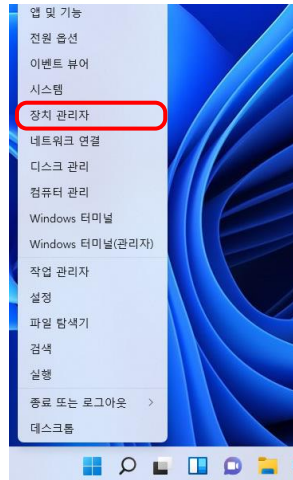 앱 및 기능
전원 옵션
이벤트 뷰어
시스템
장치 관리자
네트워크 연결
디스크 관리
컴퓨터 관리
Windows 터미널
Windows 터미널(관리자)
작업 관리자
설정
파일 탐색기
검색
실행
종료 또는 로그아웃
데스크톱